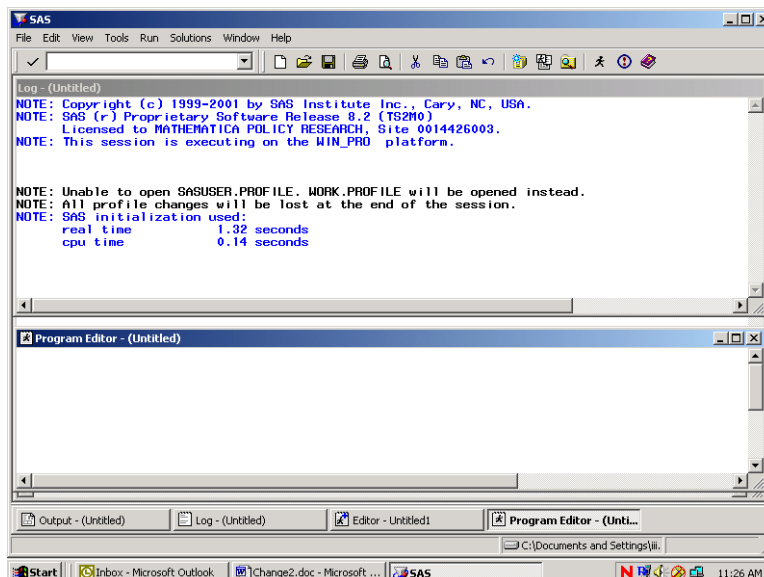 SAS
File Edit View Tools Run Solutions Window Help
Log - (Untitled)
NOTE: Copyright (c) 1999-2001 by SAS Institute Inc., Cary, NC, USA.
NOTE: SAS (r) Proprietary Software Release 8.2 (TS2M0)
Licensed to MATHEMATICA POLICY RESEARCH, Site 0014426003.
NOTE: This session is executing on the WIN_PRO platform.
NOTE: Unable to open SASUSER.PROFILE. WORK.PROFILE will be opened instead.
NOTE: All profile changes will be lost at the end of the session.
NOTE: SAS initialization used:
real time 1.32 seconds
cpu time 0.14 seconds
Program Editor - (Untitled)
Output - (Untitled) Log - (Untitled) Editor - Untitled1 Program Editor - (Unti...
C:\Documents and Settings\iii.
Start Inbox - Microsoft Outlook Change2.doc - Microsoft ... SAS N 11:26 AM